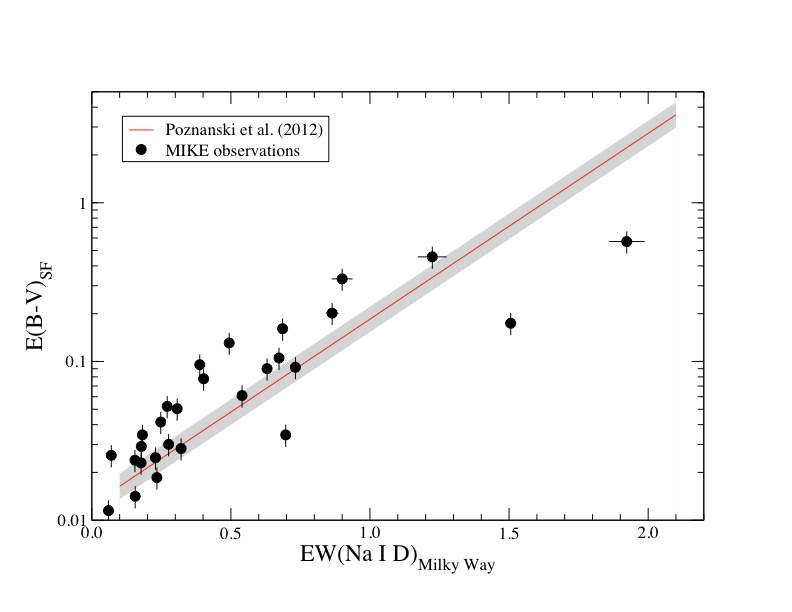 Poznanski et al. (2012)
MIKE observations
1
0.1
0.01
E(B-V)SF
0.0 0.5 1.0 1.5 2.0
EW(Na I D)Milky Way